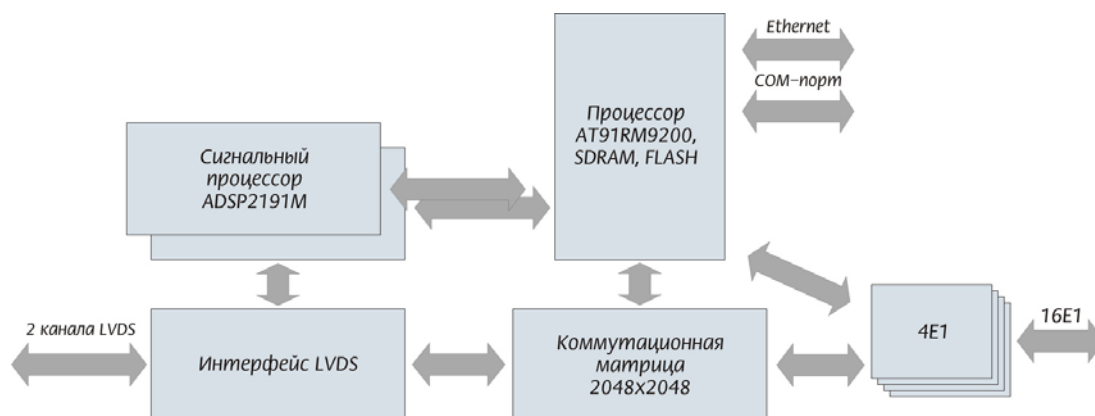 Ethernet
COM-порт
Процессор
AT91RM9200,
SDRAM, FLASH
Сигнальный
процессор
ADSP2191M
2 канала LVDS
Интерфейс LVDS
Коммутационная
матрица
2048x2048
4E1
16E1